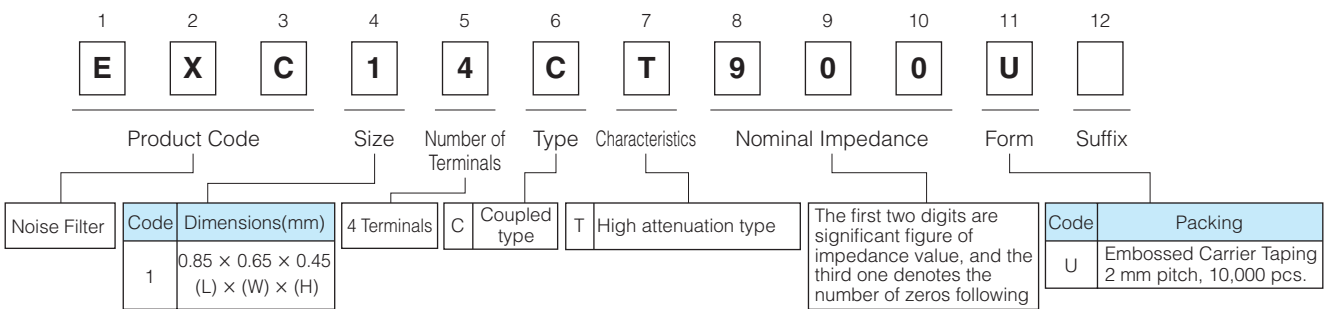 1 2 3 4 5 6 7 8 9 10 11 12
E X C 1 4 C T 9 0 0 U
Product Code Size Number of Terminals Type Characteristics Nominal Impedance Form Suffix
Noise Filter
Code Dimensions(mm)
1 0.85 × 0.65 × 0.45
(L) × (W) × (H)
4 Terminals
C Coupled
type
T High attenuation type
The first two digits are
significant figure of
impedance value, and the
third one denotes the
number of zeros following
Code Packing
U Embossed Carrier Taping
2 mm pitch, 10,000 pcs.